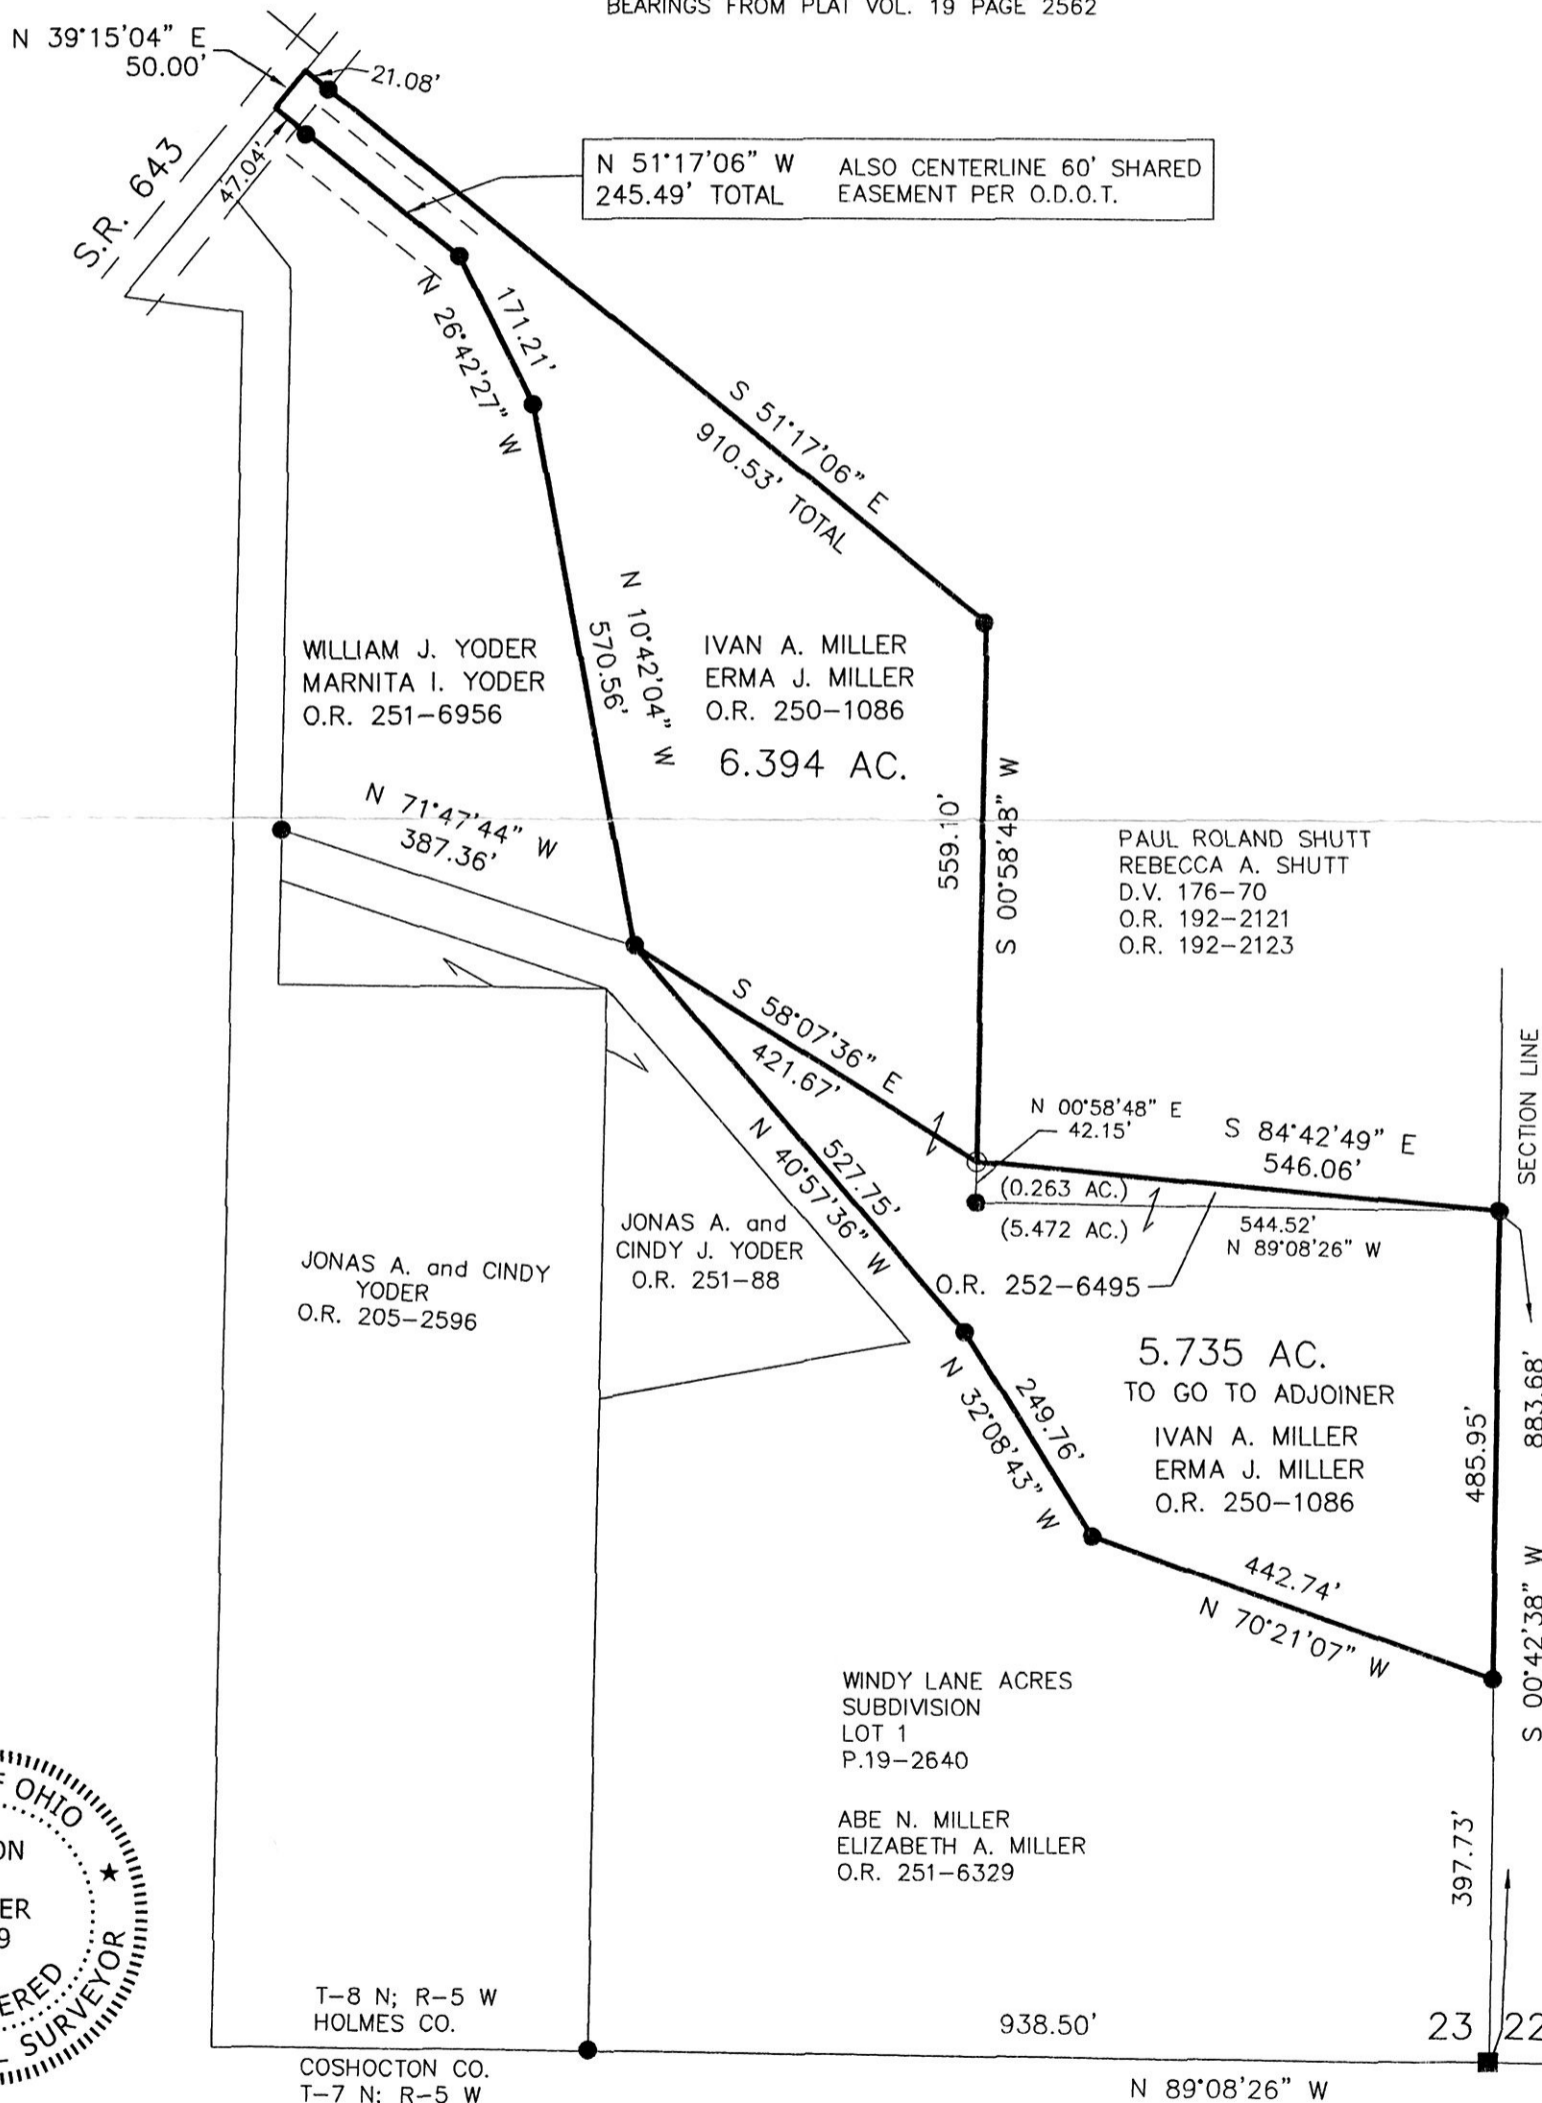 BEARINGS FROM PLAT VOL. 19 PAGE 2562
N 39°15'04" E
50.00'
21.08'
S.R. 643
47.04'
N 51°17'06" W
245.49' TOTAL
ALSO CENTERLINE 60' SHARED
EASEMENT PER O.D.O.T.
171.21'
N 26°42'27" W
S 51°17'06" E
910.53' TOTAL
N 10°42'04" W
570.56'
WILLIAM J. YODER
MARNITA I. YODER
O.R. 251-6956
IVAN A. MILLER
ERMA J. MILLER
O.R. 250-1086
6.394 AC.
N 71°47'44" W
387.36'
559.10'
S 00°58'48" W
PAUL ROLAND SHUTT
REBECCA A. SHUTT
D.V. 176-70
O.R. 192-2121
O.R. 192-2123
SECTION LINE
S 58°07'36" E
421.67'
N 00°58'48" E
42.15'
S 84°42'49" E
546.06'
(0.263 AC.)
(5.472 AC.)
544.52'
N 89°08'26" W
O.R. 252-6495
527.75'
N 40°57'36" W
JONAS A. and
CINDY J. YODER
O.R. 251-88
JONAS A. and CINDY
YODER
O.R. 205-2596
5.735 AC.
TO GO TO ADJOINER
IVAN A. MILLER
ERMA J. MILLER
O.R. 250-1086
249.76'
N 32°08'43" W
485.95'
883.68'
S 00°42'38" W
442.74'
N 70°21'07" W
WINDY LANE ACRES
SUBDIVISION
LOT 1
P.19-2640
ABE N. MILLER
ELIZABETH A. MILLER
O.R. 251-6329
397.73'
OHIO
ON
ER
9
ERED
SURVEYOR
T-8 N; R-5 W
HOLMES CO.
938.50'
23
22
COSHOCTON CO.
T-7 N; R-5 W
N 89°08'26" W